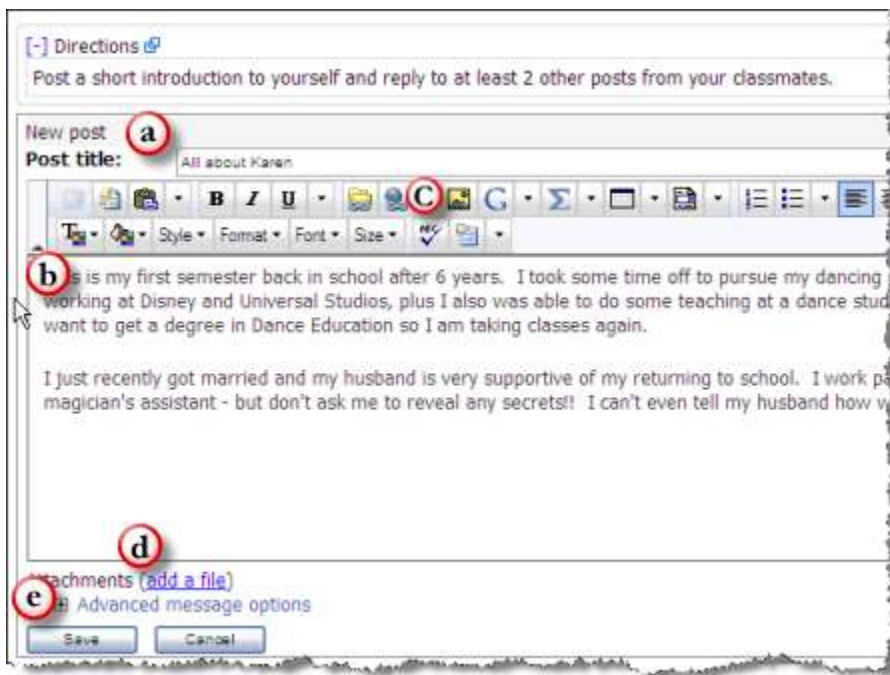 [-] Directions
Post a short introduction to yourself and reply to at least 2 other posts from your classmates.
New post a
Post title: All about Karen
B I U C G Σ
T Style Format Font Size ABC
b is is my first semester back in school after 6 years. I took some time off to pursue my dancing
working at Disney and Universal Studios, plus I also was able to do some teaching at a dance stud
want to get a degree in Dance Education so I am taking classes again.
I just recently got married and my husband is very supportive of my returning to school. I work pa
magician's assistant - but don't ask me to reveal any secrets!! I can't even tell my husband how w
d
Attachments (add a file)
e Advanced message options
Save Cancel